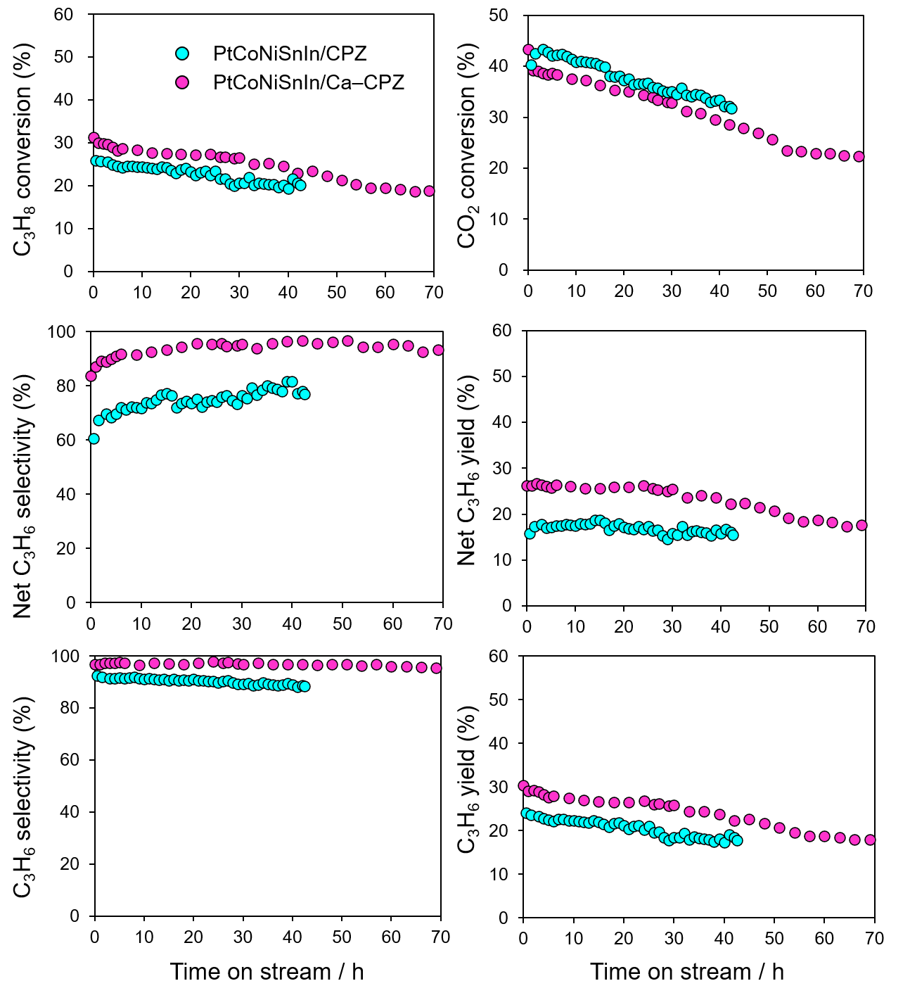 C3H8 conversion (%)
60
50
40
30
20
10
0
PtCoNiSnIn/CPZ
PtCoNiSnIn/Ca–CPZ
0 10 20 30 40 50 60 70
CO2 conversion (%)
50
40
30
20
10
0
0 10 20 30 40 50 60 70
Net C3H6 selectivity (%)
100
80
60
40
20
0
0 10 20 30 40 50 60 70
Net C3H6 yield (%)
60
50
40
30
20
10
0
0 10 20 30 40 50 60 70
C3H6 selectivity (%)
100
80
60
40
20
0
0 10 20 30 40 50 60 70
Time on stream / h
C3H6 yield (%)
60
50
40
30
20
10
0
0 10 20 30 40 50 60 70
Time on stream / h